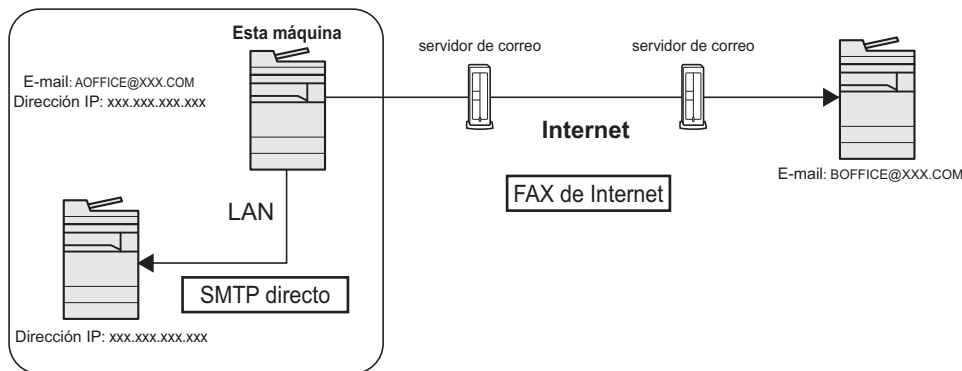 Esta máquina
servidor de correo
servidor de correo
E-mail: AOFFICE@XXX.COM
Dirección IP: xxx.xxx.xxx.xxx
Internet
E-mail: BOFFICE@XXX.COM
FAX de Internet
LAN
SMTP directo
Dirección IP: xxx.xxx.xxx.xxx